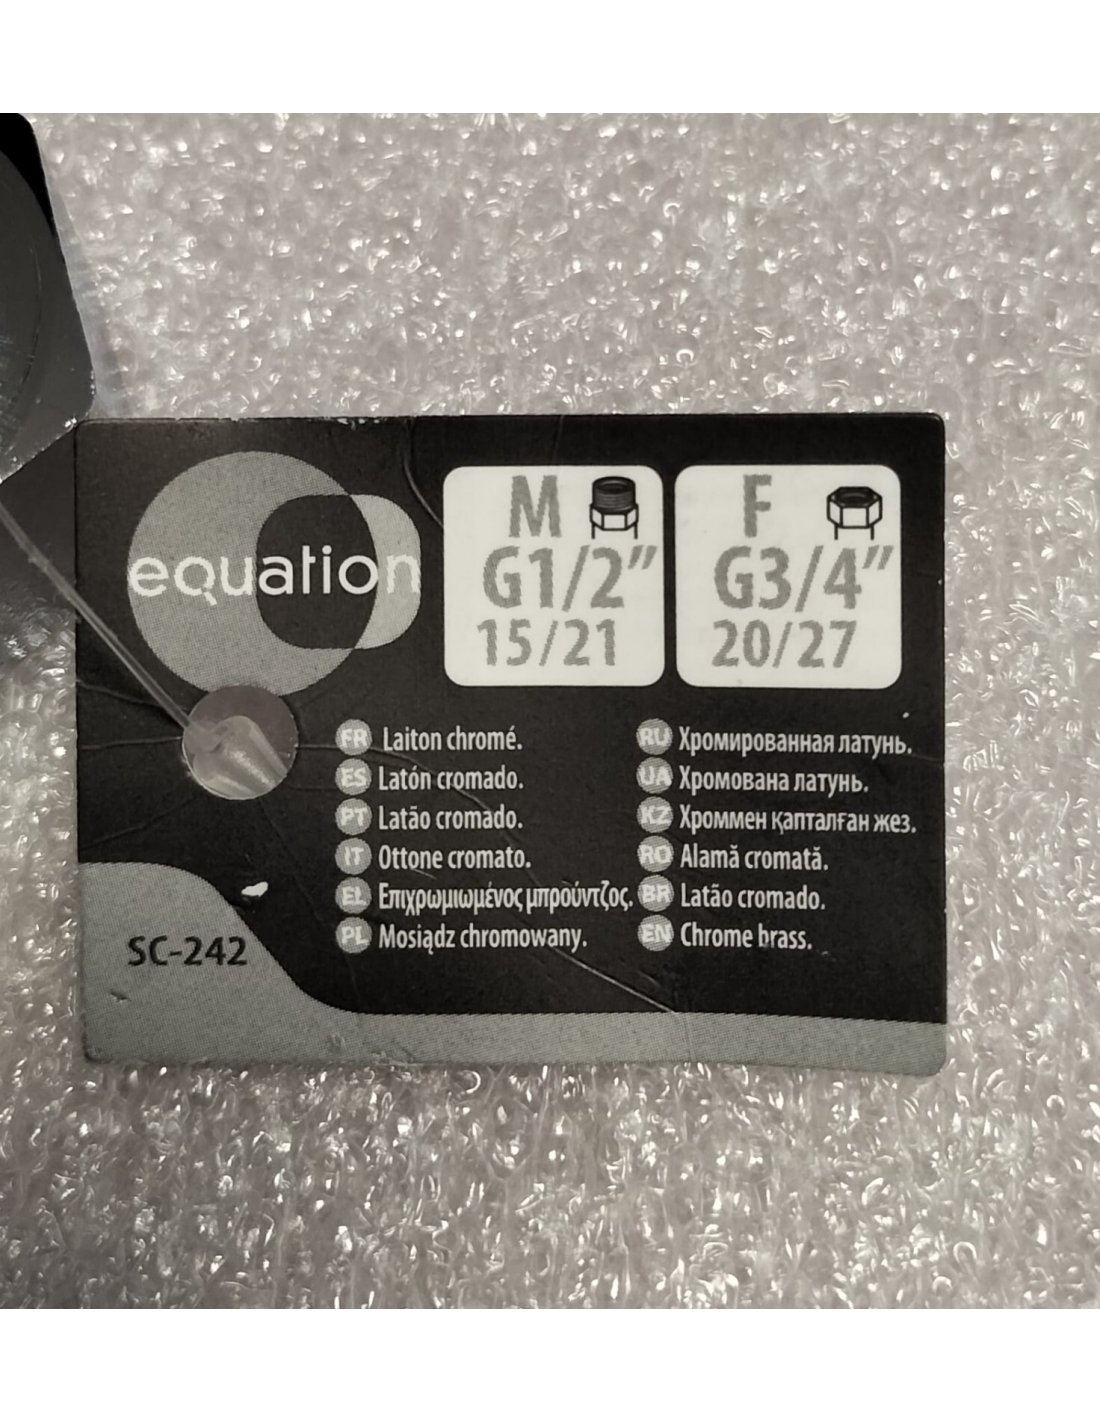 equation
M
G1/2"
15/21
F
G3/4"
20/27
FR Laiton chromé.
ES Latón cromado.
PT Latão cromado.
IT Ottone cromato.
EL Επιχρωμιωμένος μπρούντζος.
PL Mosiądz chromowany.
RU Хромированная латунь.
UA Хромована латунь.
KZ Хроммен қапталған жез.
RO Alamă cromată.
BR Latão cromado.
EN Chrome brass.
SC-242